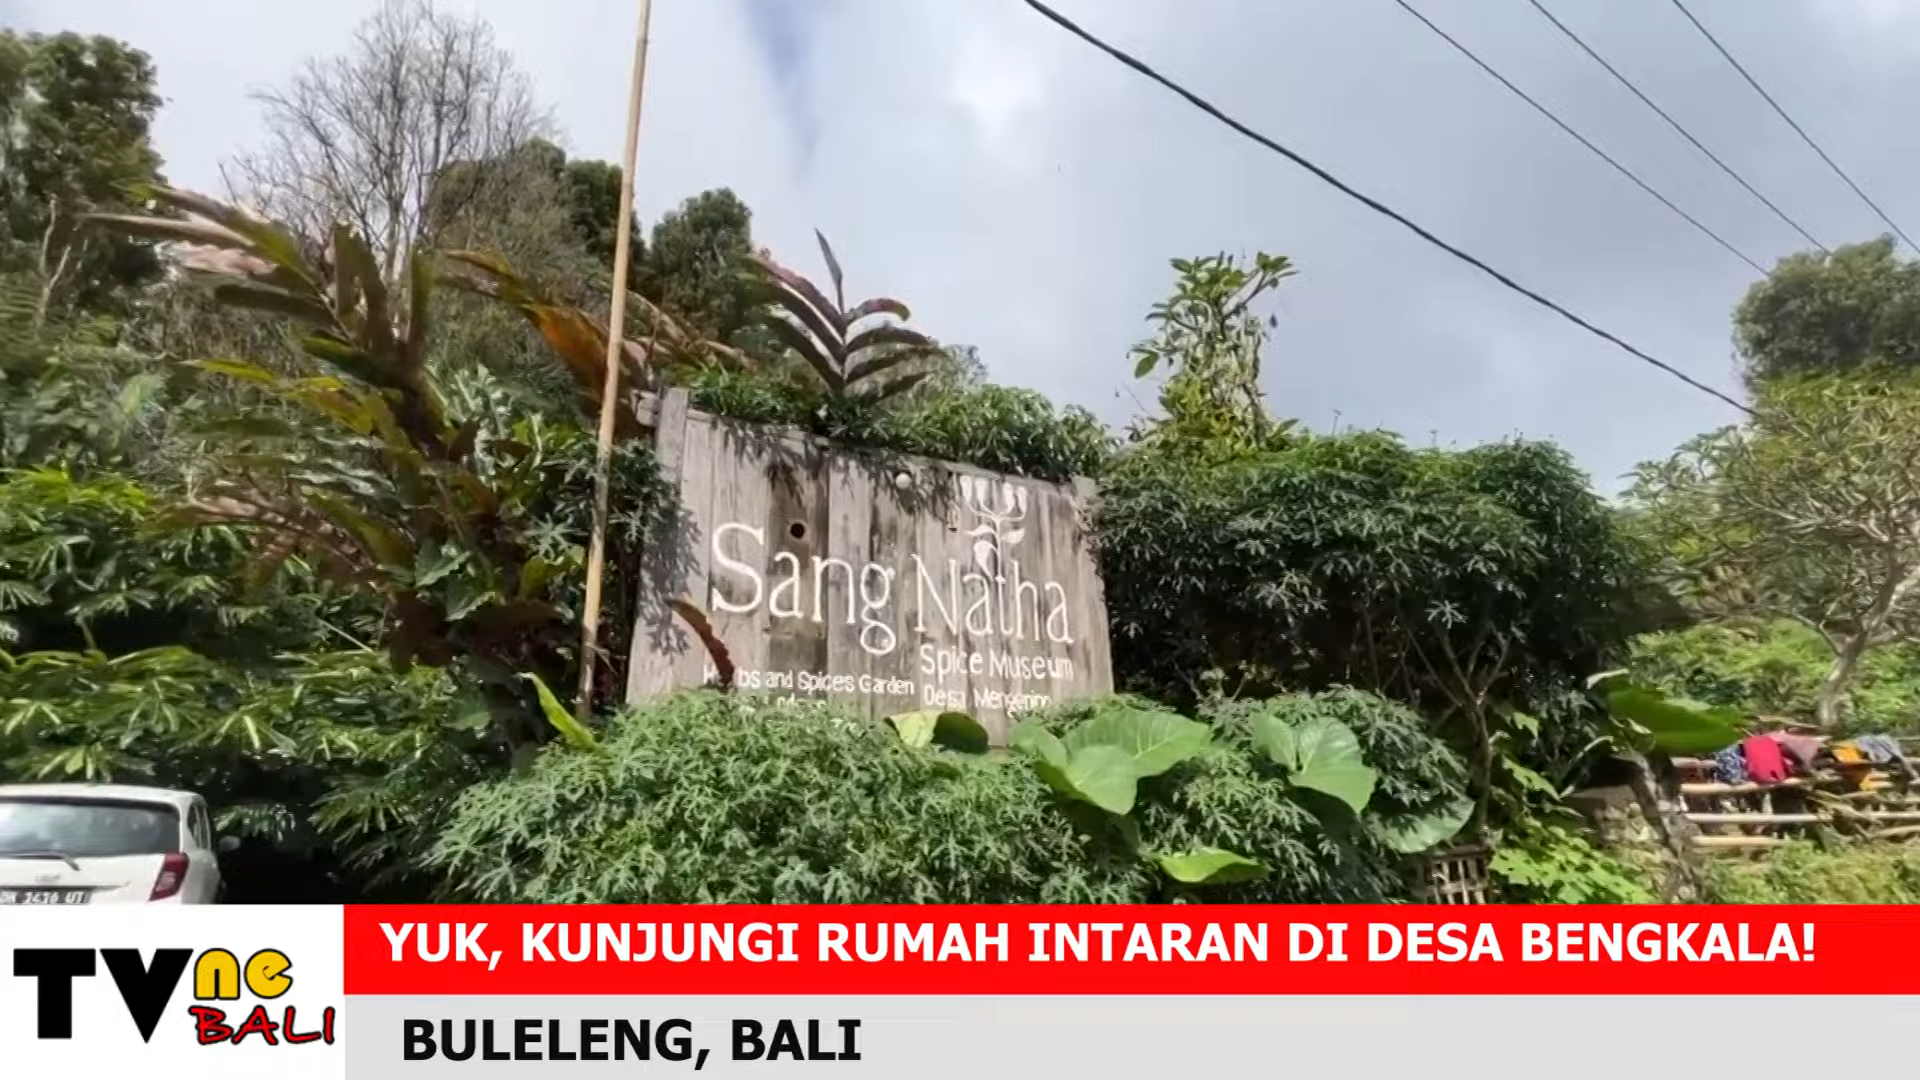 Sang Natha
Spice Museum
Herbs and Spices Garden Desa Mengening
YUK, KUNJUNGI RUMAH INTARAN DI DESA BENGKALA!
TVne
BALI
BULELENG, BALI